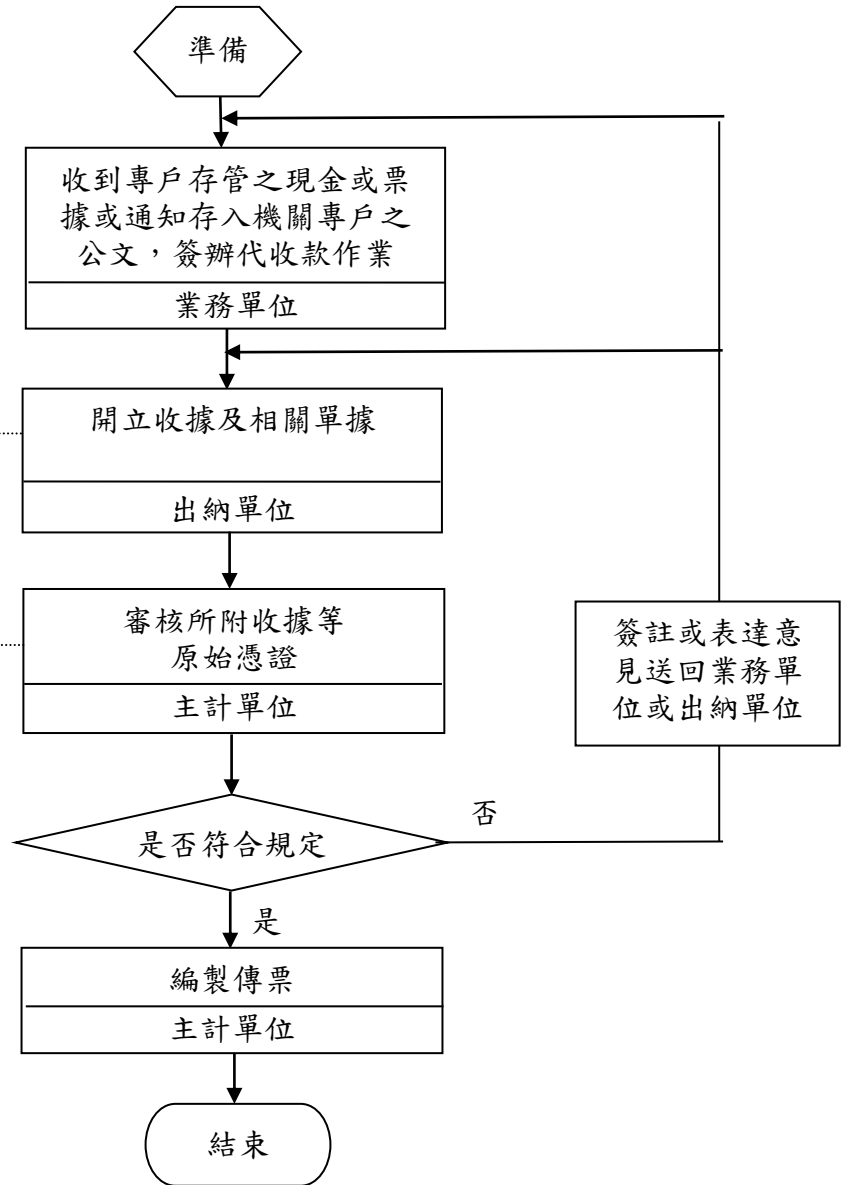 準備
收到專戶存管之現金或票
據或通知存入機關專戶之
公文，簽辦代收款作業
業務單位
開立收據及相關單據
出納單位
審核所附收據等
原始憑證
主計單位
簽註或表達意
見送回業務單
位或出納單位
是否符合規定
否
是
編製傳票
主計單位
結束